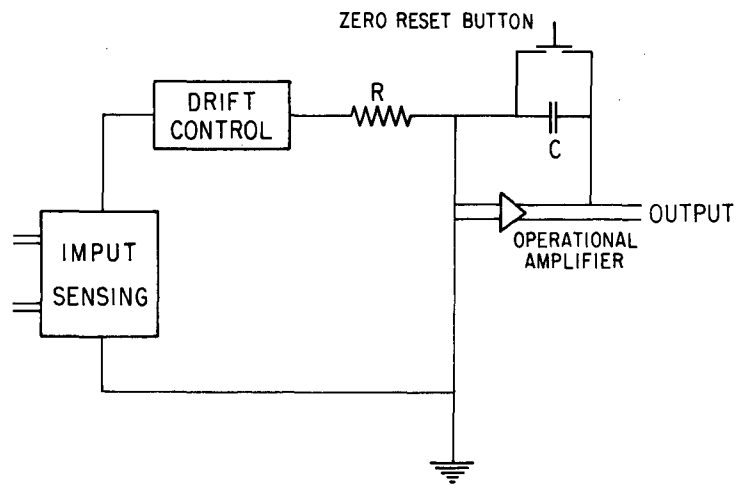 ZERO RESET BUTTON
DRIFT
CONTROL
R
C
IMPUT
SENSING
OUTPUT
OPERATIONAL
AMPLIFIER